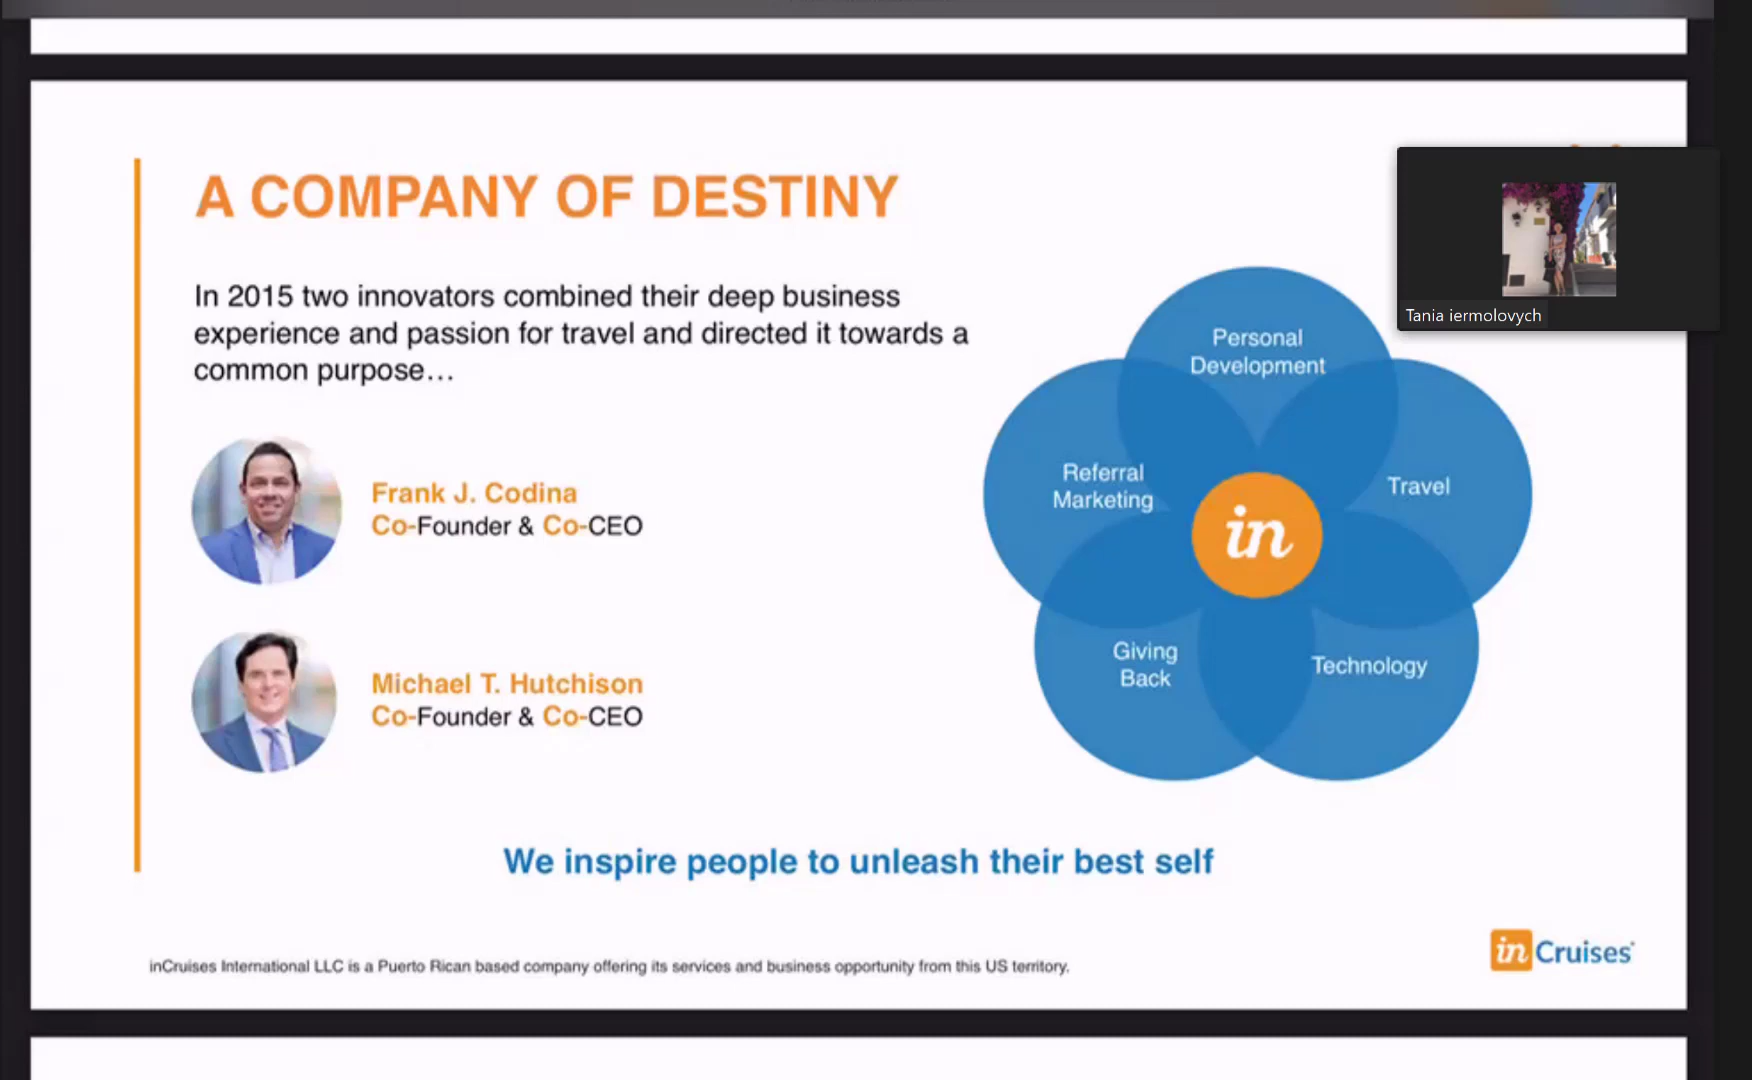 A COMPANY OF DESTINY
In 2015 two innovators combined their deep business
experience and passion for travel and directed it towards a
common purpose…
Frank J. Codina
Co-Founder & Co-CEO
Michael T. Hutchison
Co-Founder & Co-CEO
Tania iermolovych
Personal
Development
Referral
Marketing
Travel
in
Giving
Back
Technology
We inspire people to unleash their best self
inCruises International LLC is a Puerto Rican based company offering its services and business opportunity from this US territory.
inCruises